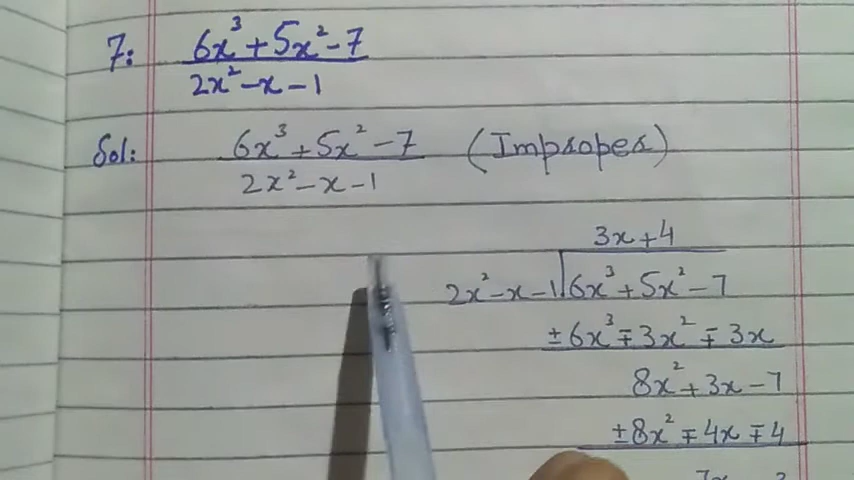 7: 6x³+5x²-7
2x²-x-1
Sol: 6x³+5x²-7 (Improper)
2x²-x-1
3x+4
2x²-x-1 6x³+5x²-7
±6x³∓3x²∓3x
8x²+3x-7
±8x²∓4x∓4